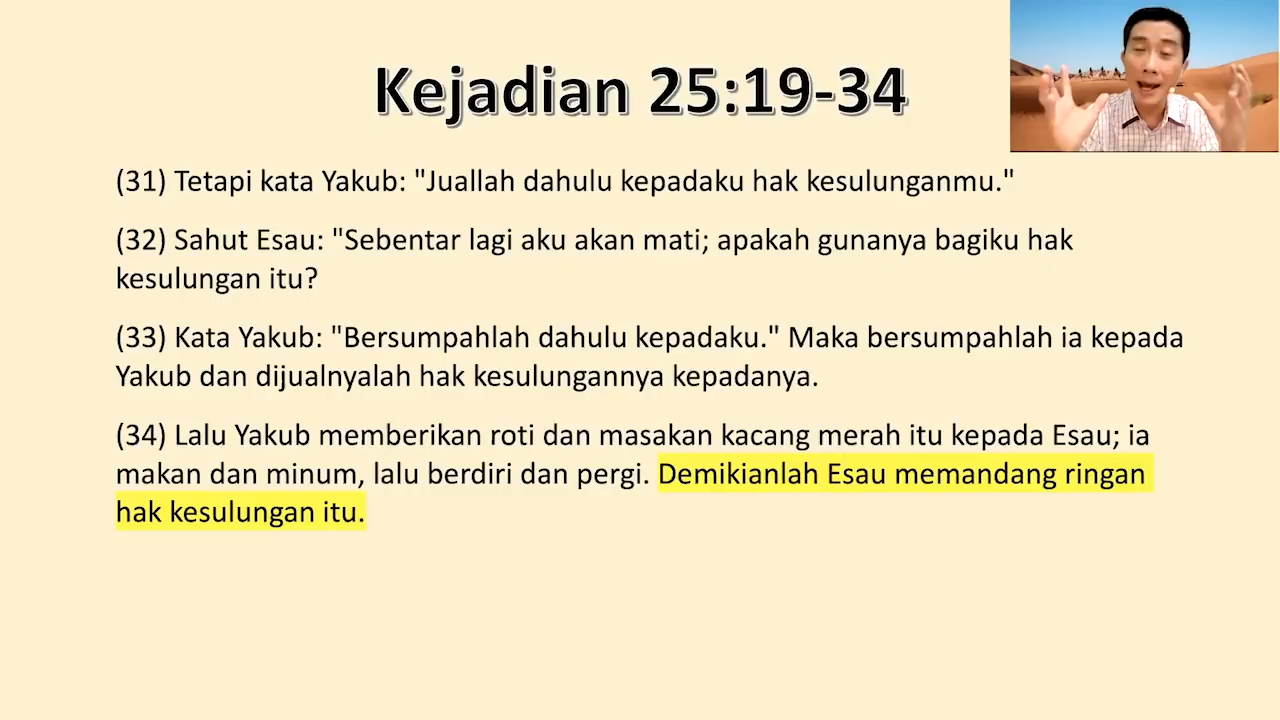 Kejadian 25:19-34
(31) Tetapi kata Yakub: "Juallah dahulu kepadaku hak kesulunganmu."
(32) Sahut Esau: "Sebentar lagi aku akan mati; apakah gunanya bagiku hak
kesulungan itu?
(33) Kata Yakub: "Bersumpahlah dahulu kepadaku." Maka bersumpahlah ia kepada
Yakub dan dijualnyalah hak kesulungannya kepadanya.
(34) Lalu Yakub memberikan roti dan masakan kacang merah itu kepada Esau; ia
makan dan minum, lalu berdiri dan pergi. Demikianlah Esau memandang ringan
hak kesulungan itu.